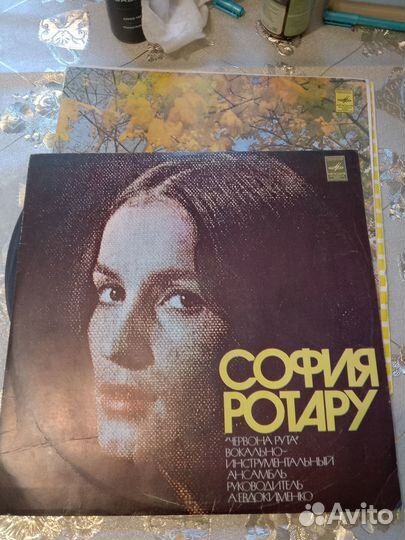 СОФИЯ
РОТАРУ
"ЧЕРВОНА РУТА"
ВОКАЛЬНО-
ИНСТРУМЕНТАЛЬНЫЙ
АНСАМБЛЬ
РУКОВОДИТЕЛЬ
А.ЕВДОКИМЕНКО
Avito